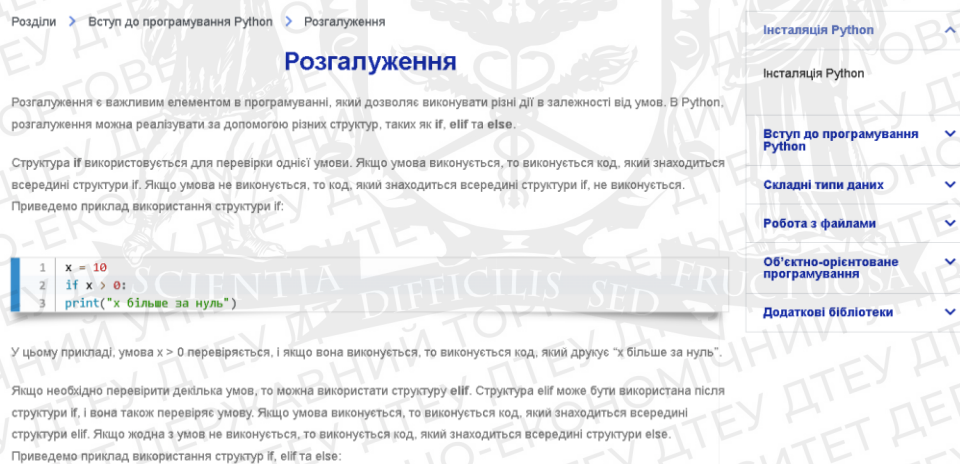 Розділи > Вступ до програмування Python > Розгалуження
Розгалуження
Розгалуження є важливим елементом в програмуванні, який дозволяє виконувати різні дії в залежності від умов. В Python,
розгалуження можна реалізувати за допомогою різних структур, таких як if, elif та else.
Структура if використовується для перевірки однієї умови. Якщо умова виконується, то виконується код, який знаходиться
всередині структури if. Якщо умова не виконується, то код, який знаходиться всередині структури if, не виконується.
Приведемо приклад використання структури if:
1 x = 10
2 if x > 0:
3 print("x більше за нуль")
У цьому прикладі, умова x > 0 перевіряється, і якщо вона виконується, то виконується код, який друкує "x більше за нуль".
Якщо необхідно перевірити декілька умов, то можна використати структуру elif. Структура elif може бути використана після
структури if, і вона також перевіряє умову. Якщо умова виконується, то виконується код, який знаходиться всередині
структури elif. Якщо жодна з умов не виконується, то виконується код, який знаходиться всередині структури else.
Приведемо приклад використання структур if, elif та else:
Інсталяція Python
Інсталяція Python
Вступ до програмування
Python
Складні типи даних
Робота з файлами
Об'єктно-орієнтоване
програмування
Додаткові бібліотеки
SCIENTIA DIFFICILIS SED FRUCTUOSA